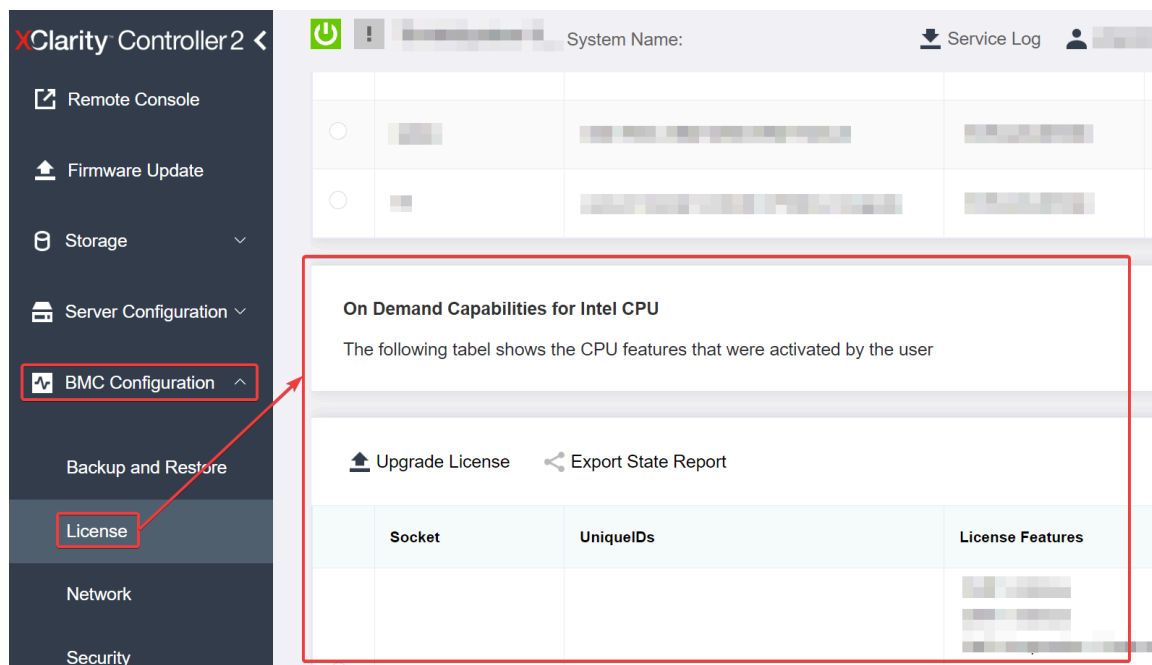 XClarity Controller 2
System Name:
Service Log
Remote Console
Firmware Update
Storage
Server Configuration
BMC Configuration
Backup and Restore
License
Network
Security
On Demand Capabilities for Intel CPU
The following tabel shows the CPU features that were activated by the user
Upgrade License
Export State Report
Socket
UniqueIDs
License Features